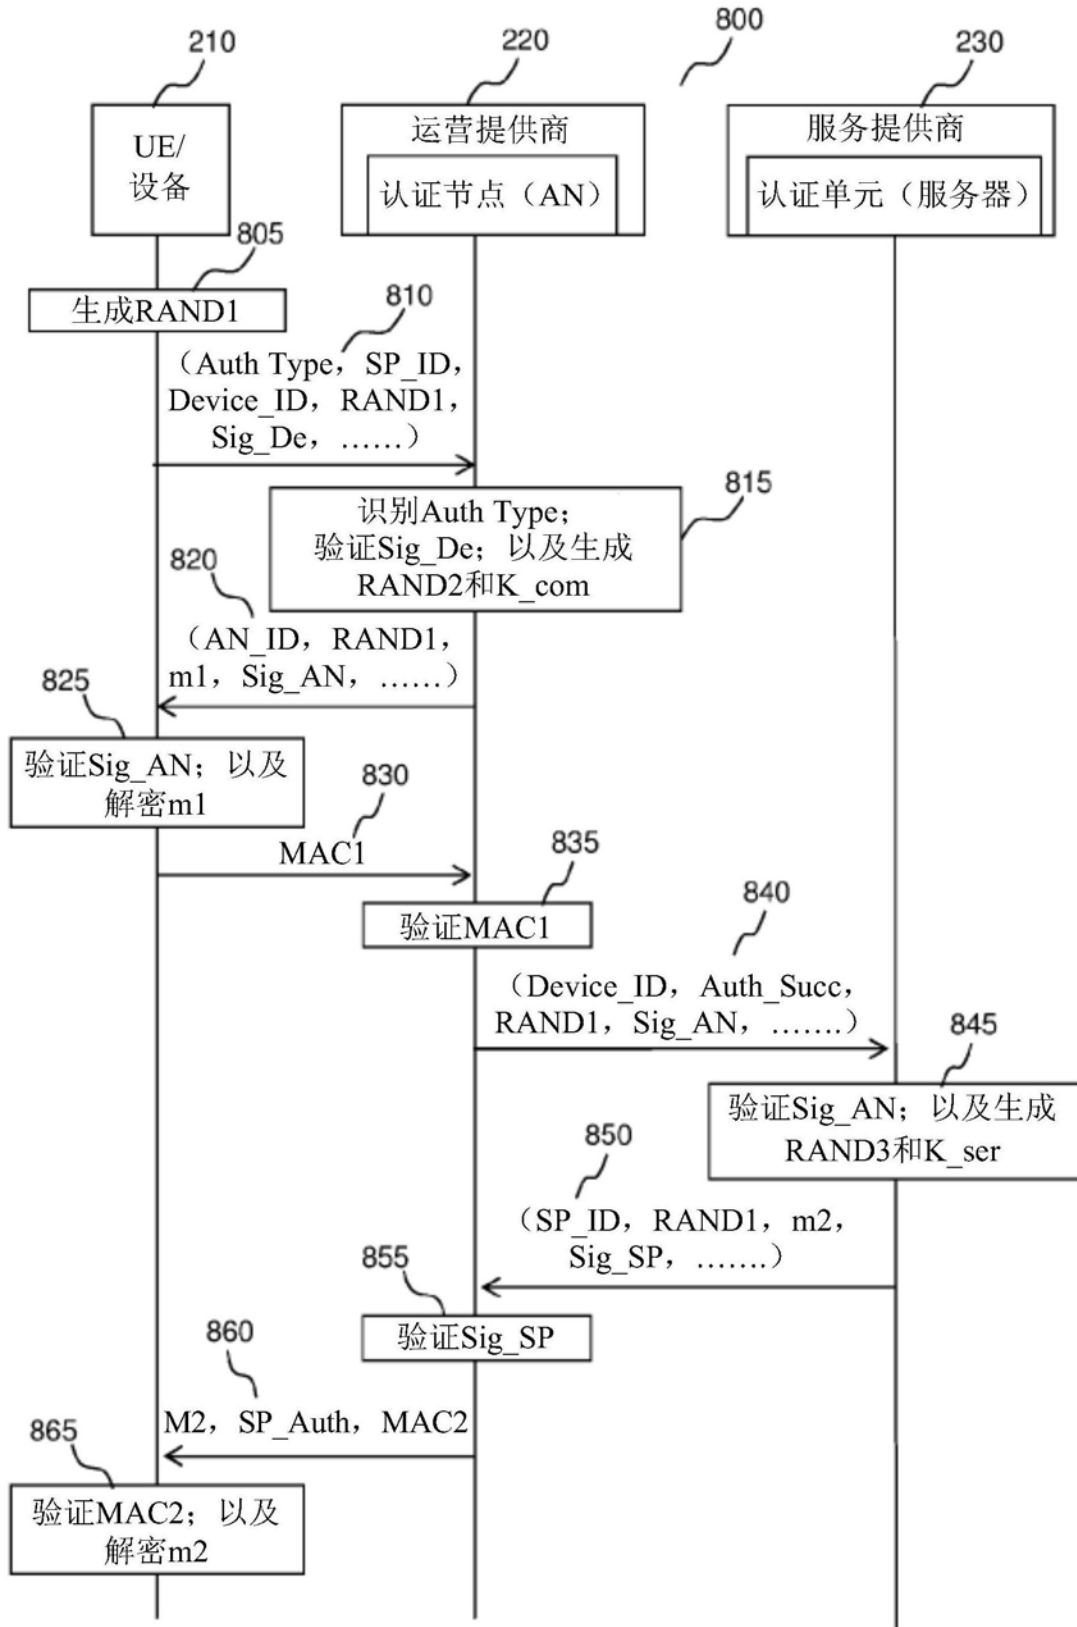 210
220
800
230
UE/
设备
运营提供商
认证节点（AN）
服务提供商
认证单元（服务器）
805
生成RAND1
810
（Auth Type，SP_ID，
Device_ID，RAND1，
Sig_De，……）
815
识别Auth Type；
验证Sig_De；以及生成
RAND2和K_com
820
（AN_ID，RAND1，
m1，Sig_AN，……）
825
验证Sig_AN；以及
解密m1
830
MAC1
835
验证MAC1
840
（Device_ID，Auth_Succ，
RAND1，Sig_AN，…….）
845
验证Sig_AN；以及生成
RAND3和K_ser
850
（SP_ID，RAND1，m2，
Sig_SP，…….）
855
验证Sig_SP
860
M2，SP_Auth，MAC2
865
验证MAC2；以及
解密m2